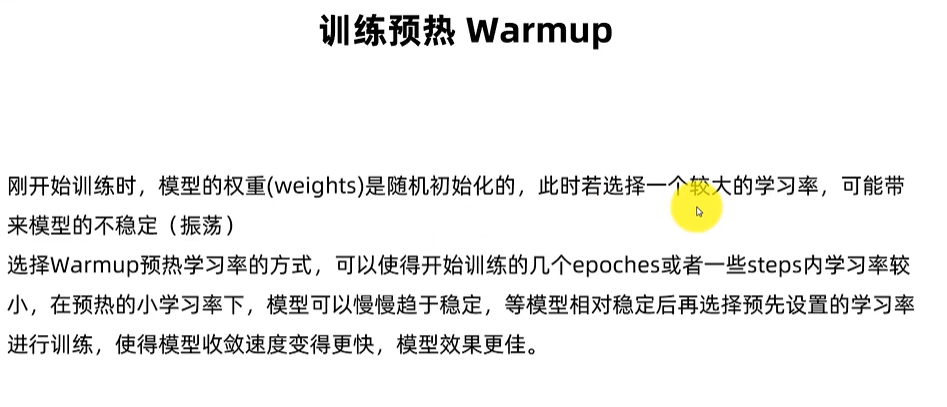 训练预热 Warmup
刚开始训练时，模型的权重(weights)是随机初始化的，此时若选择一个较大的学习率，可能带
来模型的不稳定（振荡）
选择Warmup预热学习率的方式，可以使得开始训练的几个epoches或者一些steps内学习率较
小，在预热的小学习率下，模型可以慢慢趋于稳定，等模型相对稳定后再选择预先设置的学习率
进行训练，使得模型收敛速度变得更快，模型效果更佳。